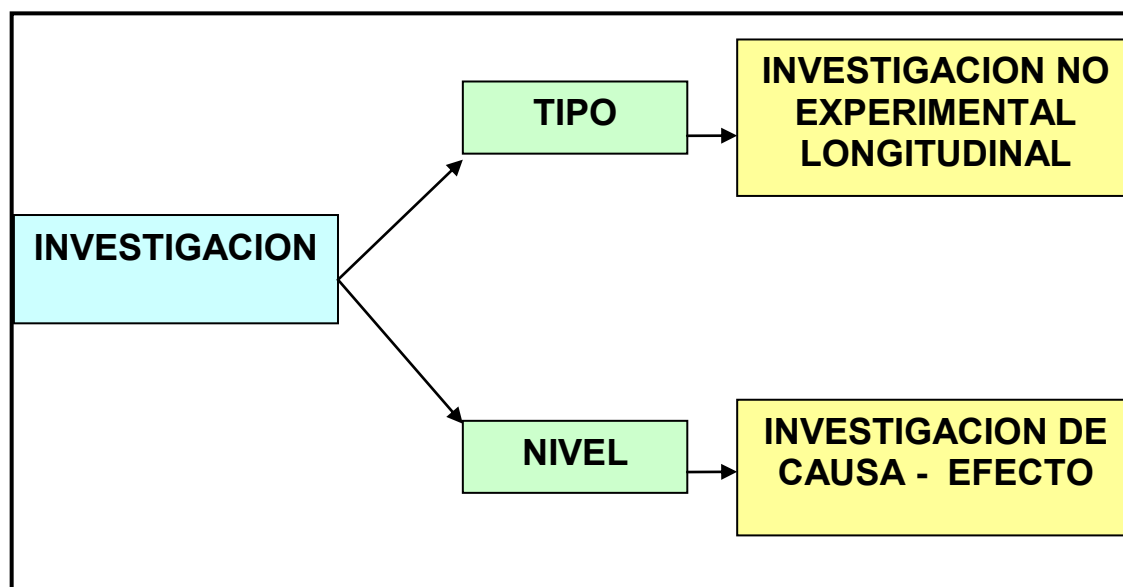 INVESTIGACION
TIPO
INVESTIGACION NO
EXPERIMENTAL
LONGITUDINAL
NIVEL
INVESTIGACION DE
CAUSA - EFECTO